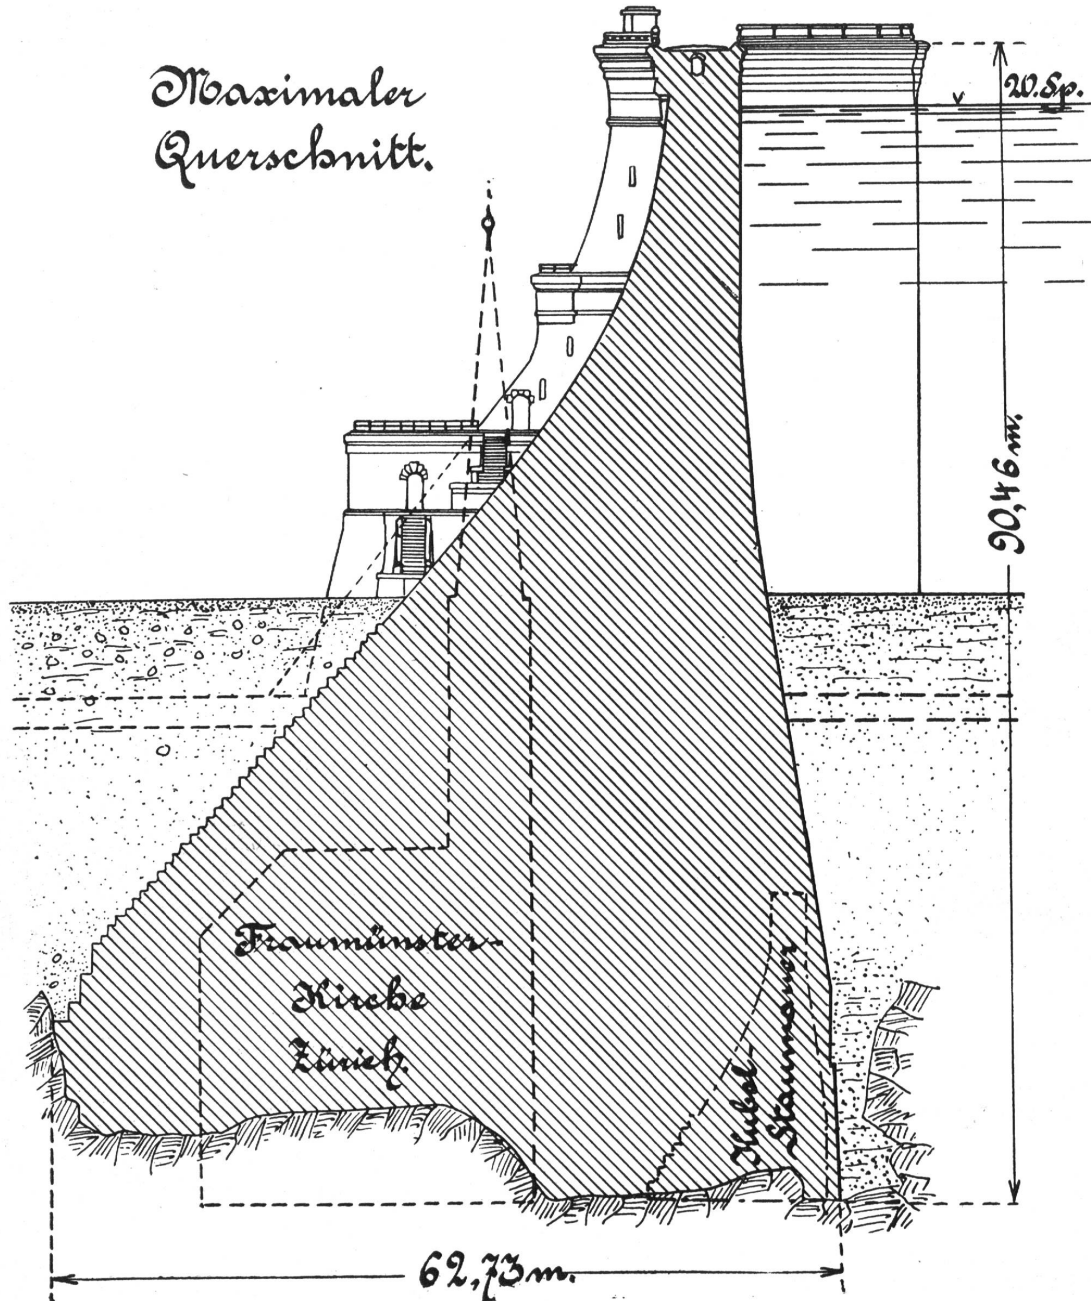 Maximaler
Querschnitt.
W.Sp.
90,46 m.
Fraumünster-
Kirche
Zürich.
Kubel-
Staumauer
62,73 m.